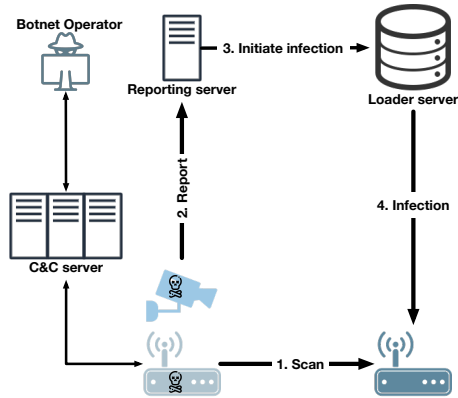 Botnet Operator
Reporting server
3. Initiate infection
Loader server
2. Report
4. Infection
C&C server
1. Scan